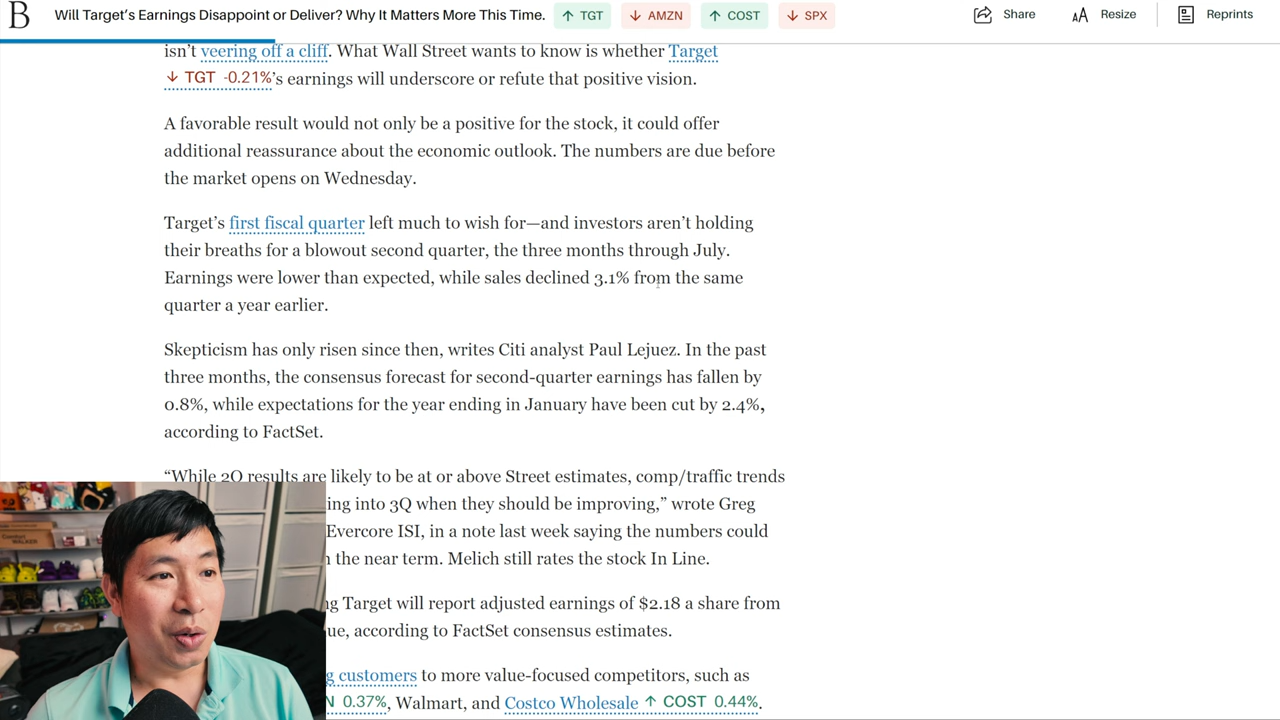 B Will Target’s Earnings Disappoint or Deliver? Why It Matters More This Time. ↑ TGT ↓ AMZN ↑ COST ↓ SPX Share AA Resize Reprints
isn’t veering off a cliff. What Wall Street wants to know is whether Target
↓ TGT -0.21%’s earnings will underscore or refute that positive vision.
A favorable result would not only be a positive for the stock, it could offer
additional reassurance about the economic outlook. The numbers are due before
the market opens on Wednesday.
Target’s first fiscal quarter left much to wish for—and investors aren’t holding
their breaths for a blowout second quarter, the three months through July.
Earnings were lower than expected, while sales declined 3.1% from the same
quarter a year earlier.
Skepticism has only risen since then, writes Citi analyst Paul Lejuez. In the past
three months, the consensus forecast for second-quarter earnings has fallen by
0.8%, while expectations for the year ending in January have been cut by 2.4%,
according to FactSet.
“While 2Q results are likely to be at or above Street estimates, comp/traffic trends
ing into 3Q when they should be improving,” wrote Greg
Evercore ISI, in a note last week saying the numbers could
the near term. Melich still rates the stock In Line.
Target will report adjusted earnings of $2.18 a share from
according to FactSet consensus estimates.
customers to more value-focused competitors, such as
N 0.37%, Walmart, and Costco Wholesale ↑ COST 0.44%.